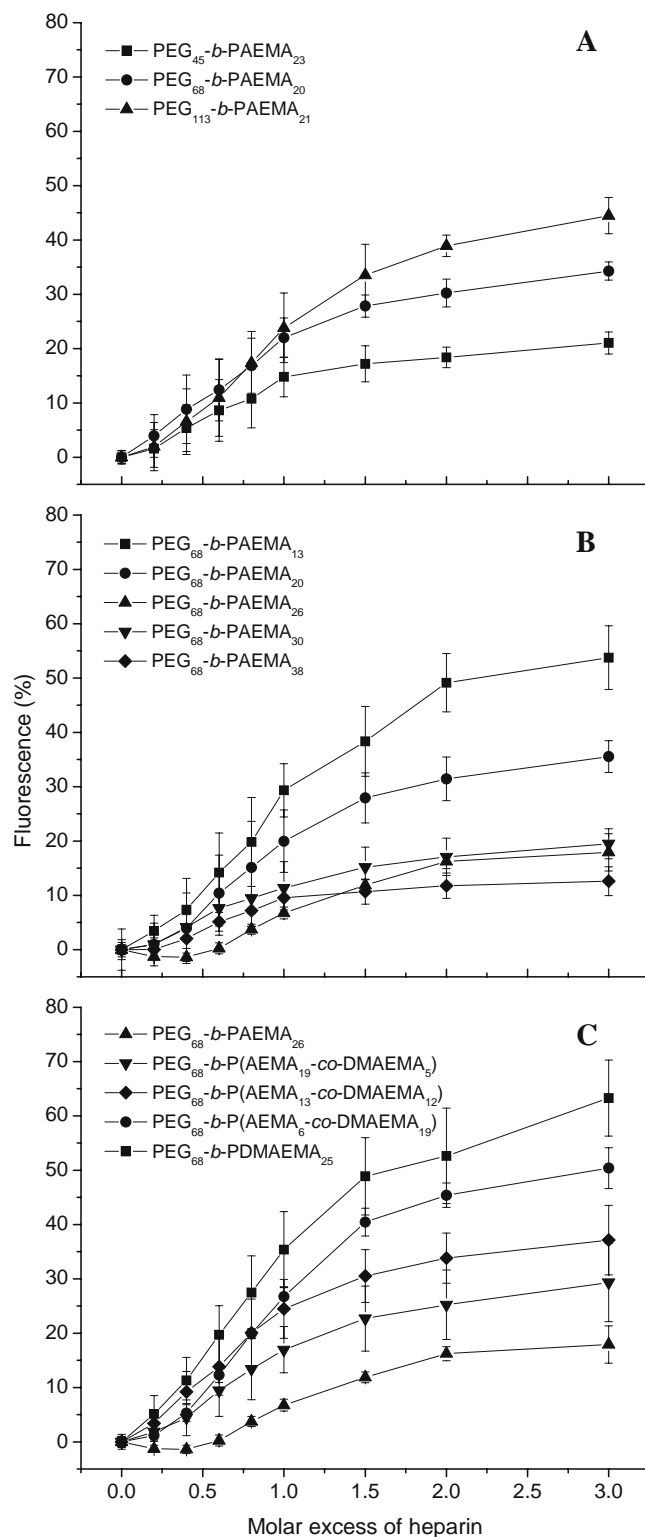 A
PEG45-b-PAEMA23
PEG68-b-PAEMA20
PEG113-b-PAEMA21
80
70
60
50
40
30
20
10
0
B
PEG68-b-PAEMA13
PEG68-b-PAEMA20
PEG68-b-PAEMA26
PEG68-b-PAEMA30
PEG68-b-PAEMA38
80
70
60
50
40
30
20
10
0
Fluorescence (%)
C
PEG68-b-PAEMA26
PEG68-b-P(AEMA19-co-DMAEMA5)
PEG68-b-P(AEMA13-co-DMAEMA12)
PEG68-b-P(AEMA6-co-DMAEMA19)
PEG68-b-PDMAEMA25
80
70
60
50
40
30
20
10
0
0.0 0.5 1.0 1.5 2.0 2.5 3.0
Molar excess of heparin